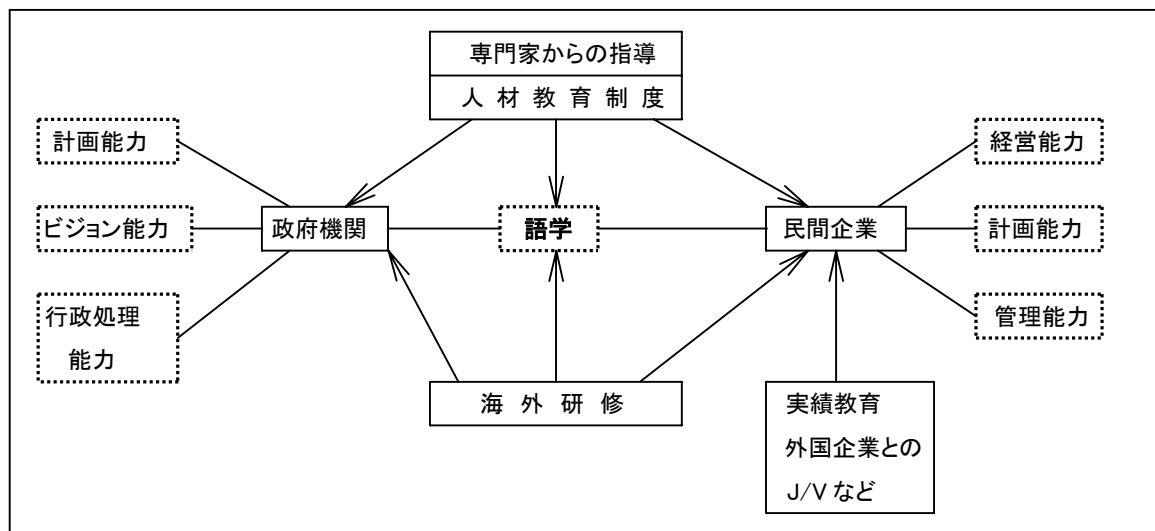 専門家からの指導
人 材 教 育 制 度
計画能力
経営能力
ビジョン能力
政府機関
語学
民間企業
計画能力
行政処理
能力
管理能力
海 外 研 修
実績教育
外国企業との
J/V など